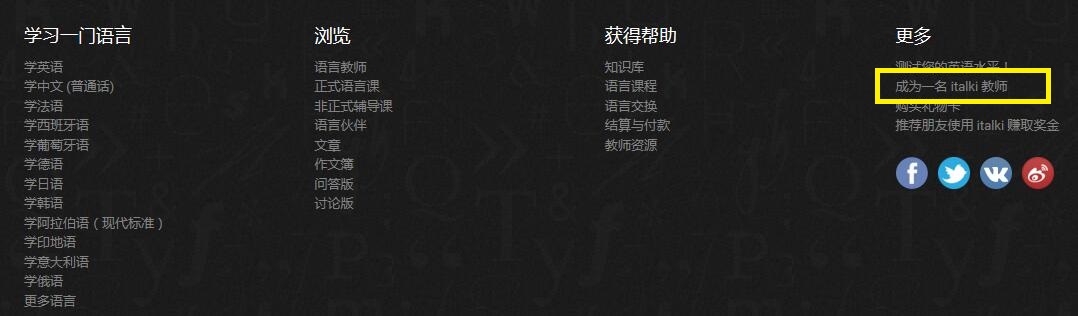 学习一门语言
学英语
学中文 (普通话)
学法语
学西班牙语
学葡萄牙语
学德语
学日语
学韩语
学阿拉伯语 ( 现代标准 )
学印地语
学意大利语
学俄语
更多语言
浏览
语言教师
正式语言课
非正式辅导课
语言伙伴
文章
作文簿
问答版
讨论版
获得帮助
知识库
语言课程
语言交换
结算与付款
教师资源
更多
测试您的英语水平！
成为一名 italki 教师
购买礼物卡
推荐朋友使用 italki 赚取奖金